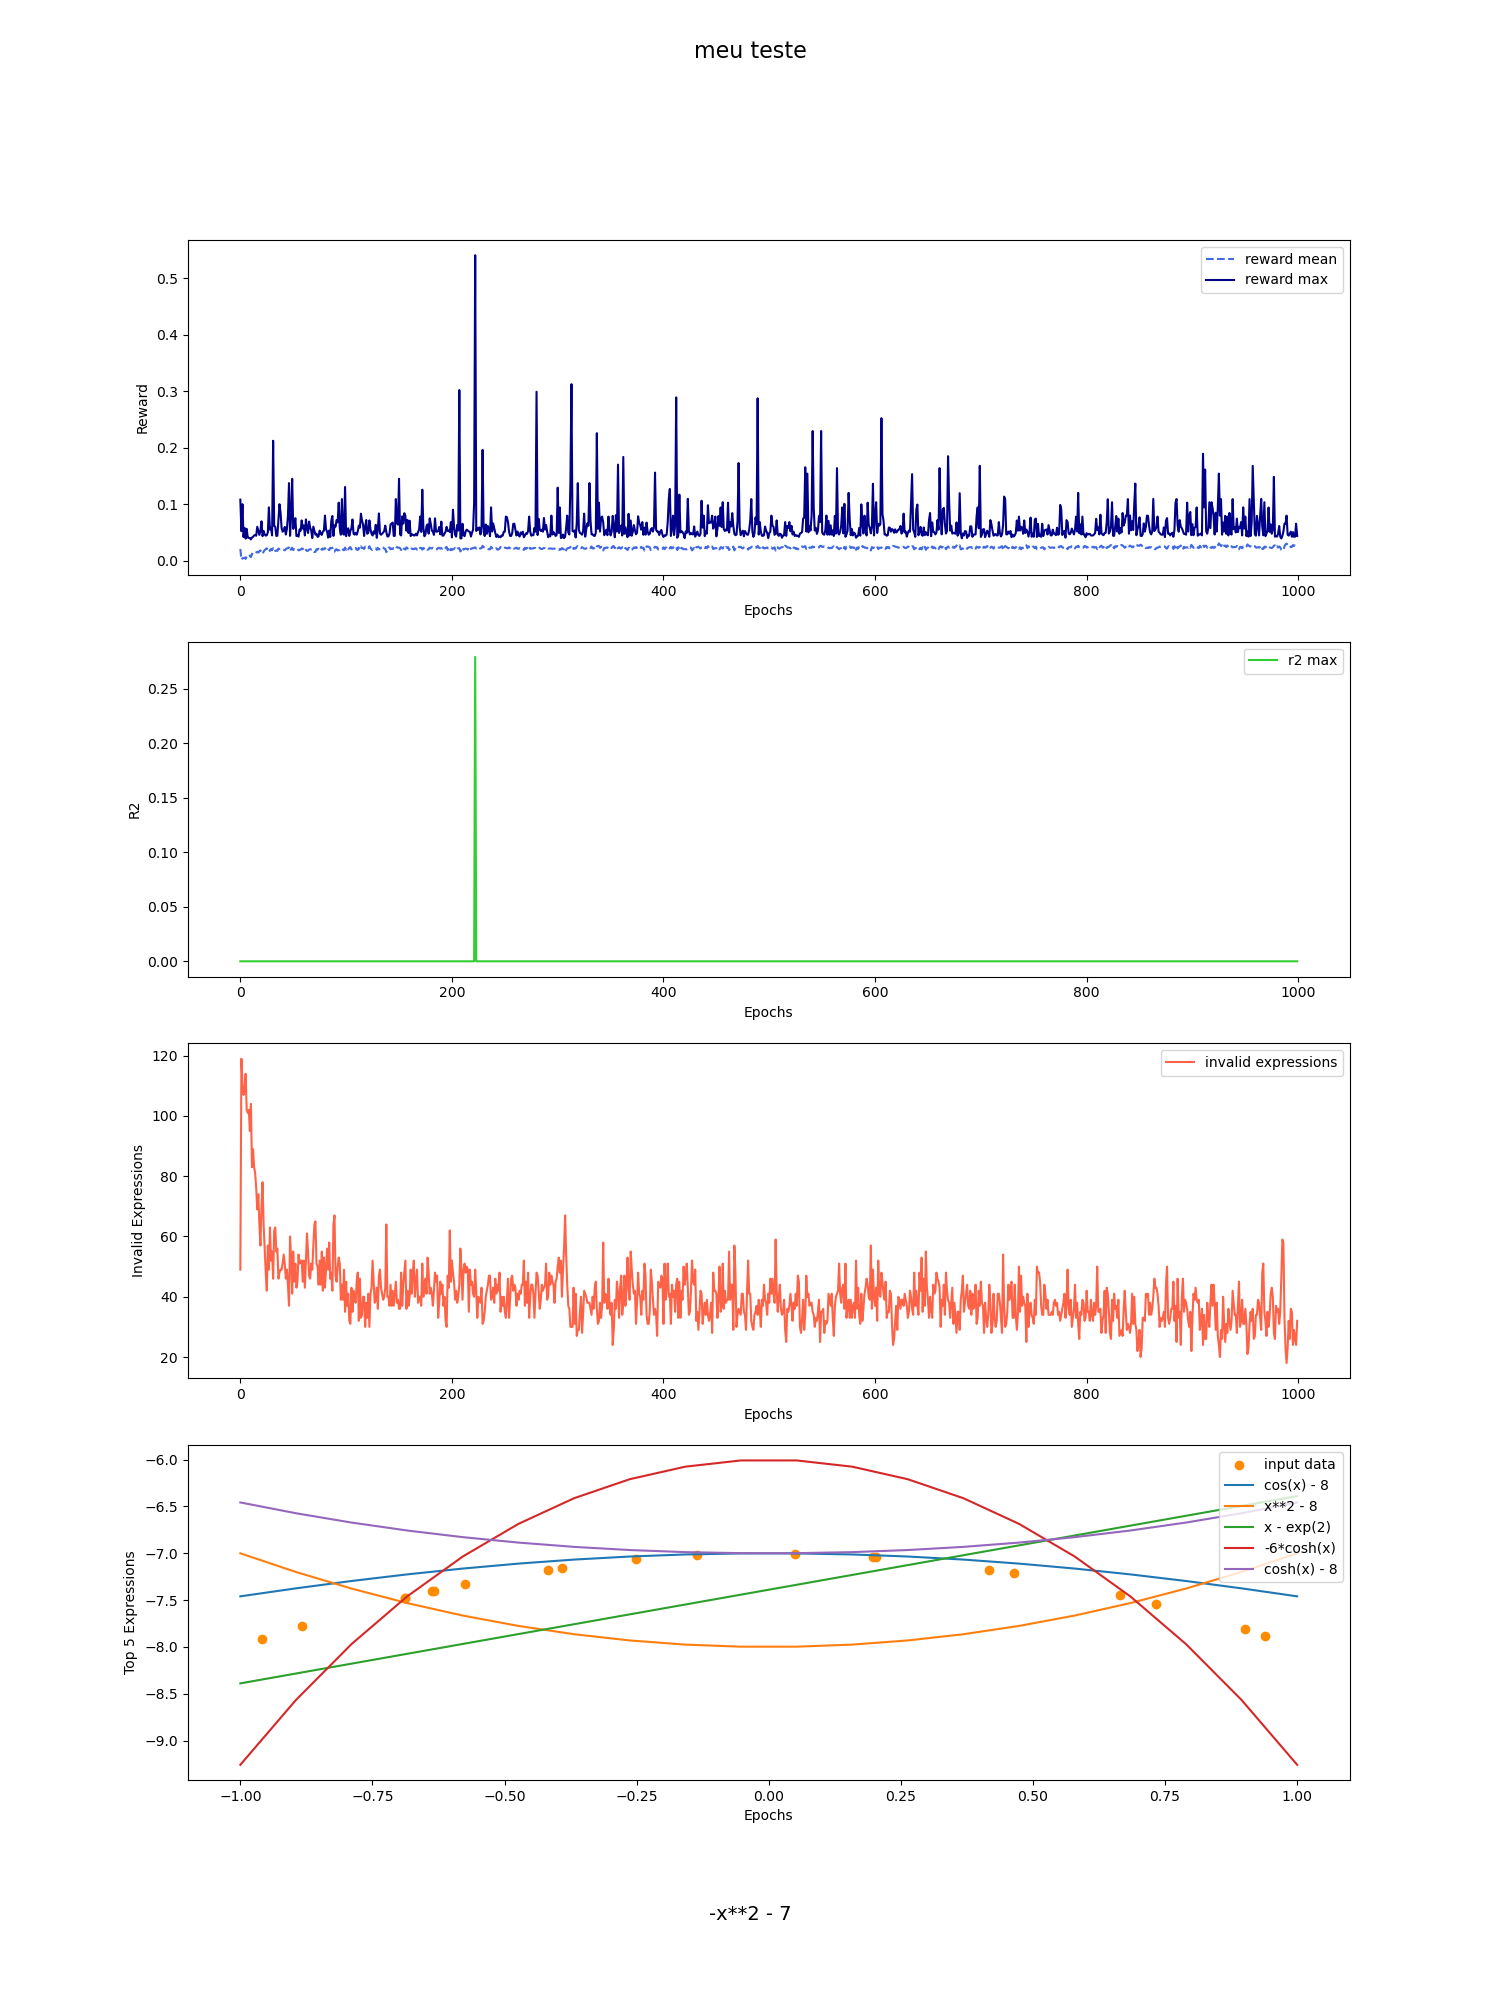 meu teste
reward mean
reward max
0.5
0.4
0.3
0.2
0.1
0.0
Reward
0
200
400
600
800
1000
Epochs
r2 max
0.25
0.20
0.15
0.10
0.05
0.00
R2
0
200
400
600
800
1000
Epochs
invalid expressions
120
100
80
60
40
20
Invalid Expressions
0
200
400
600
800
1000
Epochs
input data
cos(x) - 8
x**2 - 8
x - exp(2)
-6*cosh(x)
cosh(x) - 8
−6.0
−6.5
−7.0
−7.5
−8.0
−8.5
−9.0
Top 5 Expressions
−1.00
−0.75
−0.50
−0.25
0.00
0.25
0.50
0.75
1.00
Epochs
-x**2 - 7